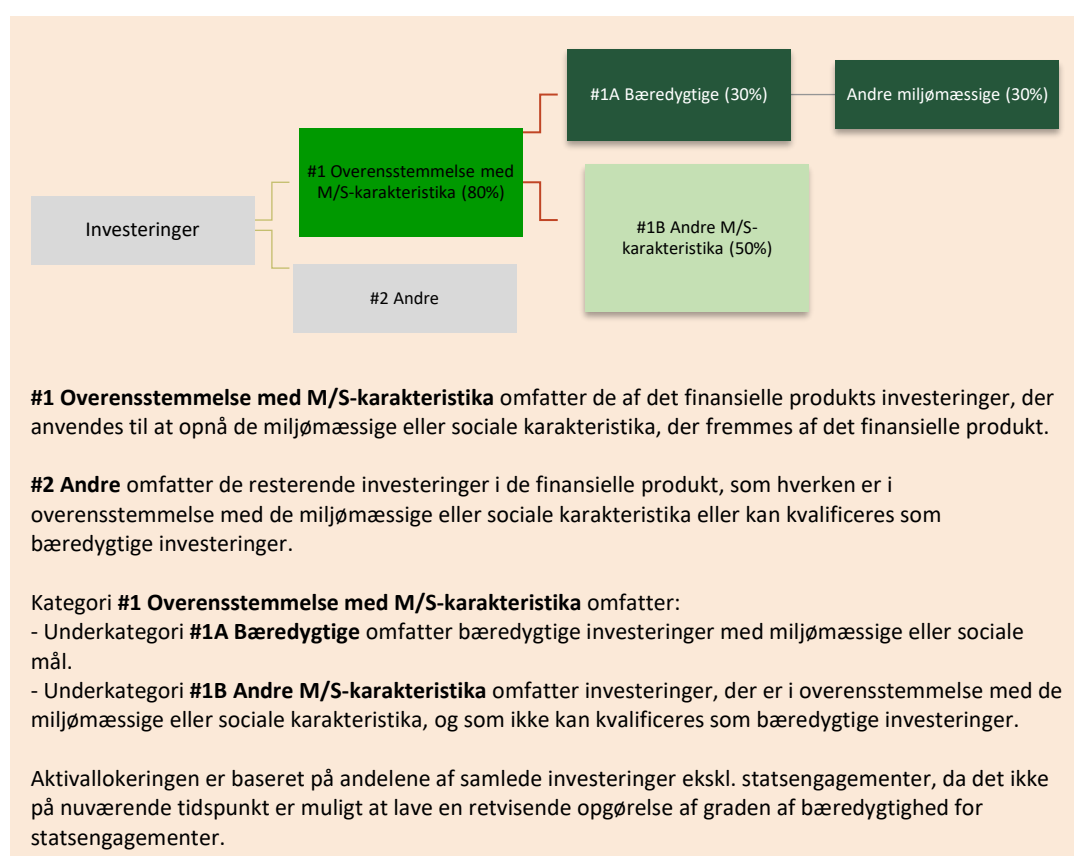 #1A Bæredygtige (30%)
Andre miljømæssige (30%)
#1 Overensstemmelse med
M/S-karakteristika (80%)
Investeringer
#1B Andre M/S-
karakteristika (50%)
#2 Andre
#1 Overensstemmelse med M/S-karakteristika omfatter de af det finansielle produkts investeringer, der
anvendes til at opnå de miljømæssige eller sociale karakteristika, der fremmes af det finansielle produkt.
#2 Andre omfatter de resterende investeringer i de finansielle produkt, som hverken er i
overensstemmelse med de miljømæssige eller sociale karakteristika eller kan kvalificeres som
bæredygtige investeringer.
Kategori #1 Overensstemmelse med M/S-karakteristika omfatter:
- Underkategori #1A Bæredygtige omfatter bæredygtige investeringer med miljømæssige eller sociale
mål.
- Underkategori #1B Andre M/S-karakteristika omfatter investeringer, der er i overensstemmelse med de
miljømæssige eller sociale karakteristika, og som ikke kan kvalificeres som bæredygtige investeringer.
Aktivallokeringen er baseret på andelene af samlede investeringer ekskl. statsengagementer, da det ikke
på nuværende tidspunkt er muligt at lave en retvisende opgørelse af graden af bæredygtighed for
statsengagementer.